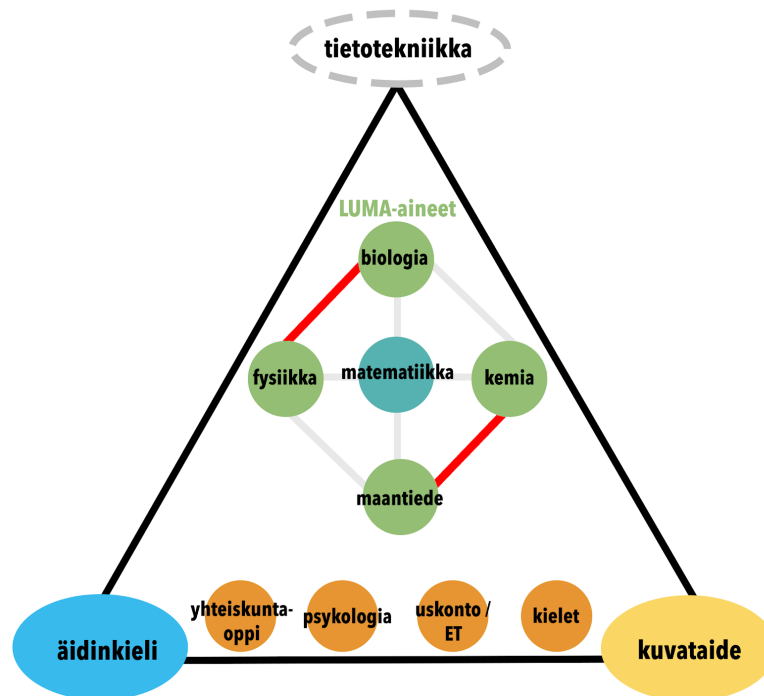 tietotekniikka
LUMA-aineet
biologia
fysiikka
matematiikka
kemia
maantiede
yhteiskunta-
oppi
psykologia
uskonto /
ET
kielet
äidinkieli
kuvataide